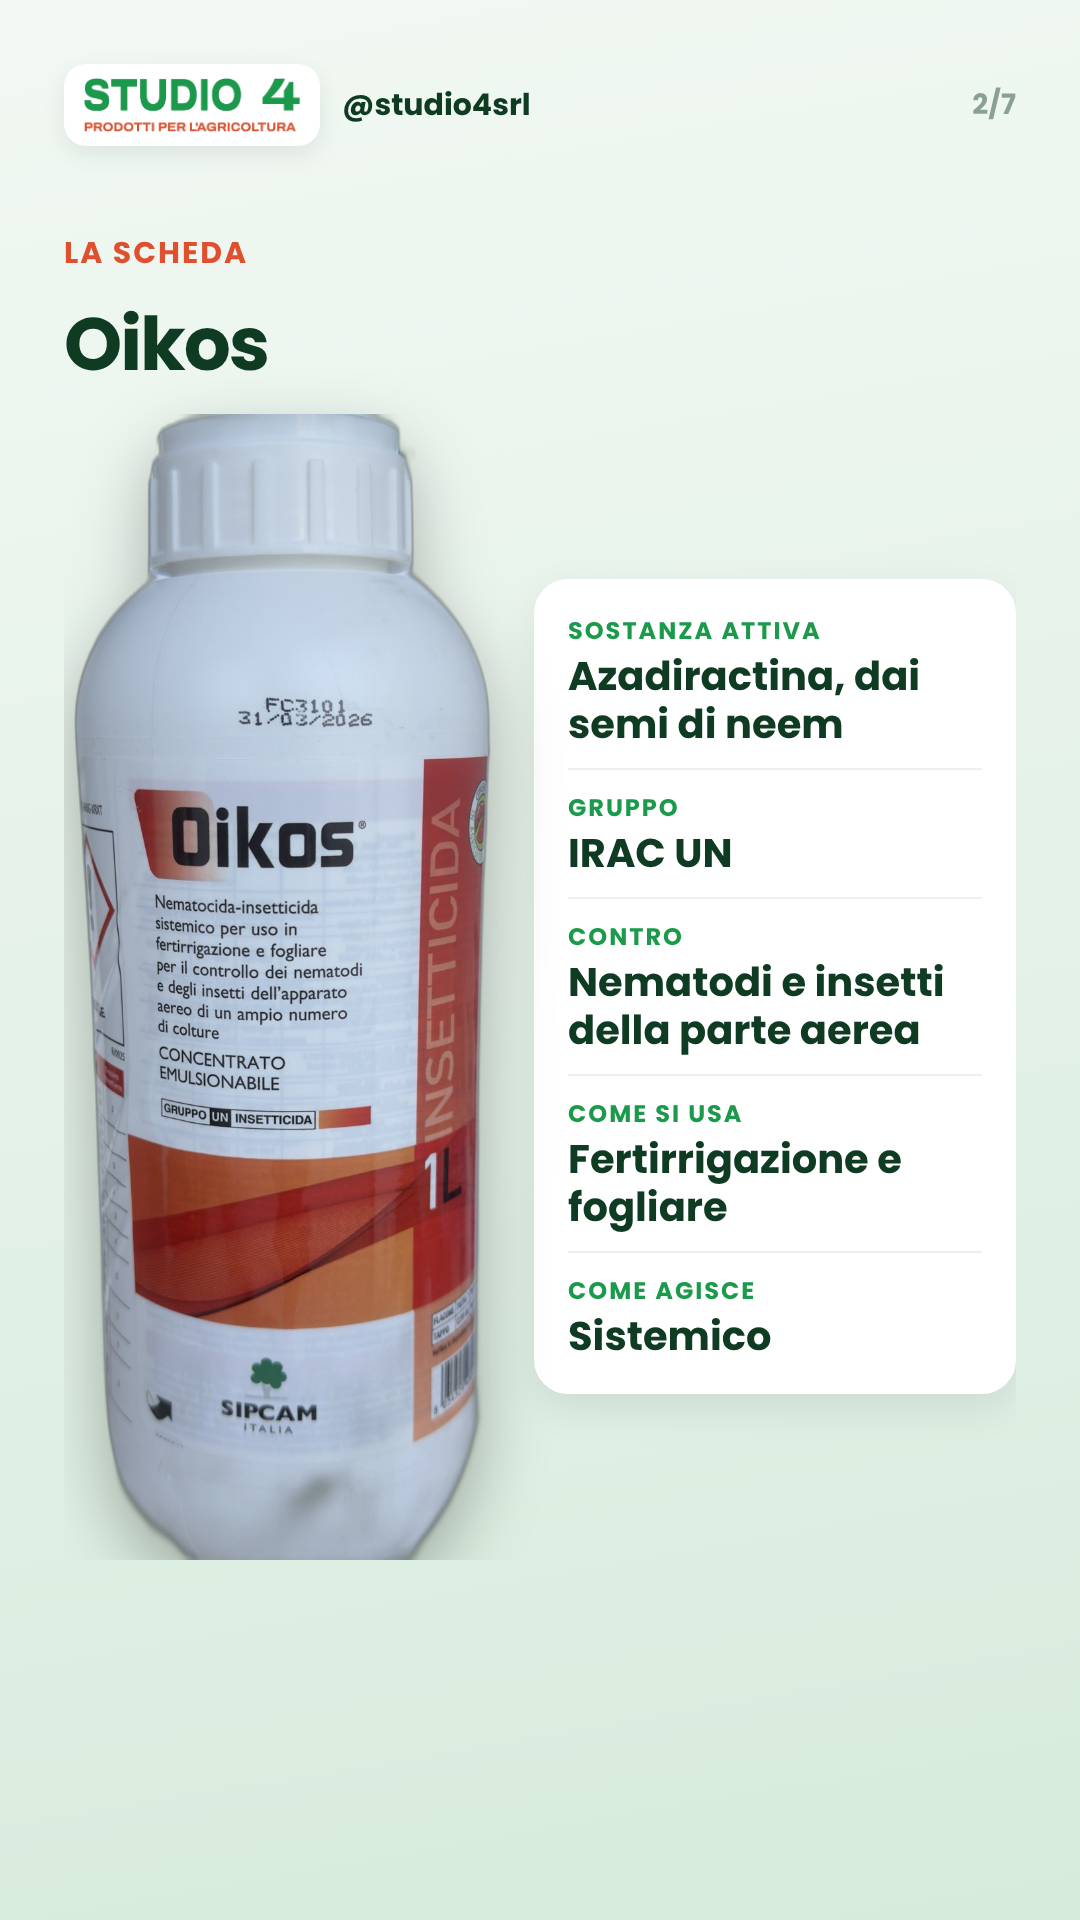 STUDIO 4
PRODOTTI PER L'AGRICOLTURA
@studio4srl
2/7
LA SCHEDA
Oikos
FC3101
31/03/2026
Oikos®
Nematocida-insetticida
sistemico per uso in
fertirrigazione e fogliare
per il controllo dei nematodi
e degli insetti dell'apparato
aereo di un ampio numero
di colture
CONCENTRATO
EMULSIONABILE
GRUPPO UN INSETTICIDA
INSETTICIDA
1L
SIPCAM
ITALIA
SOSTANZA ATTIVA
Azadiractina, dai
semi di neem
GRUPPO
IRAC UN
CONTRO
Nematodi e insetti
della parte aerea
COME SI USA
Fertirrigazione e
fogliare
COME AGISCE
Sistemico